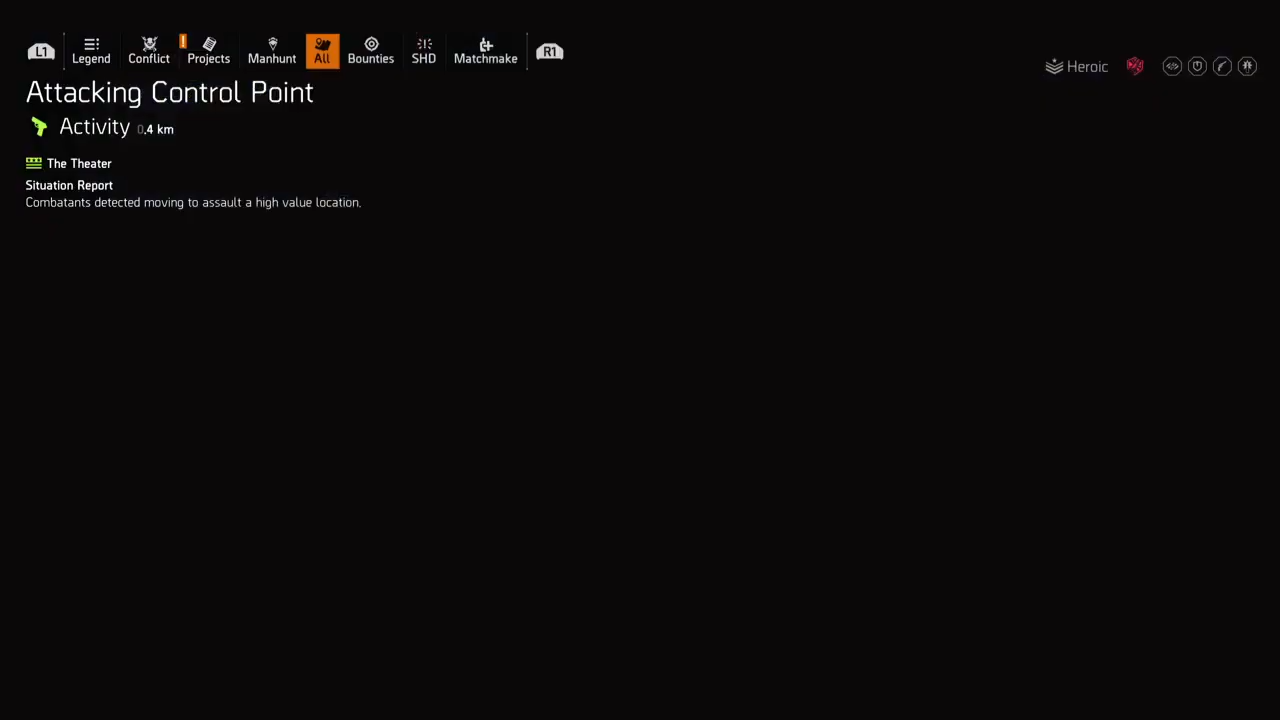 L1 Legend Conflict Projects Manhunt All Bounties SHD Matchmake R1
Heroic
Attacking Control Point
Activity 0.4 km
The Theater
Situation Report
Combatants detected moving to assault a high value location.